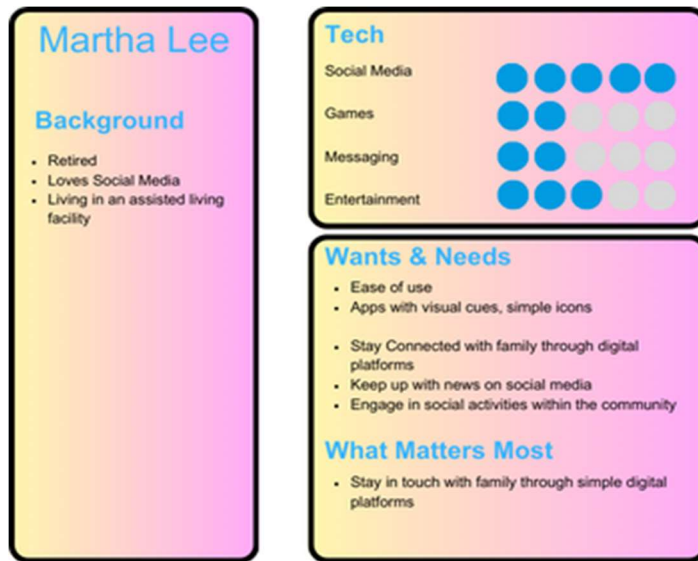 Martha Lee
Background
• Retired
• Loves Social Media
• Living in an assisted living
facility
Tech
Social Media
Games
Messaging
Entertainment
Wants & Needs
• Ease of use
• Apps with visual cues, simple icons
• Stay Connected with family through digital
platforms
• Keep up with news on social media
• Engage in social activities within the community
What Matters Most
• Stay in touch with family through simple digital
platforms